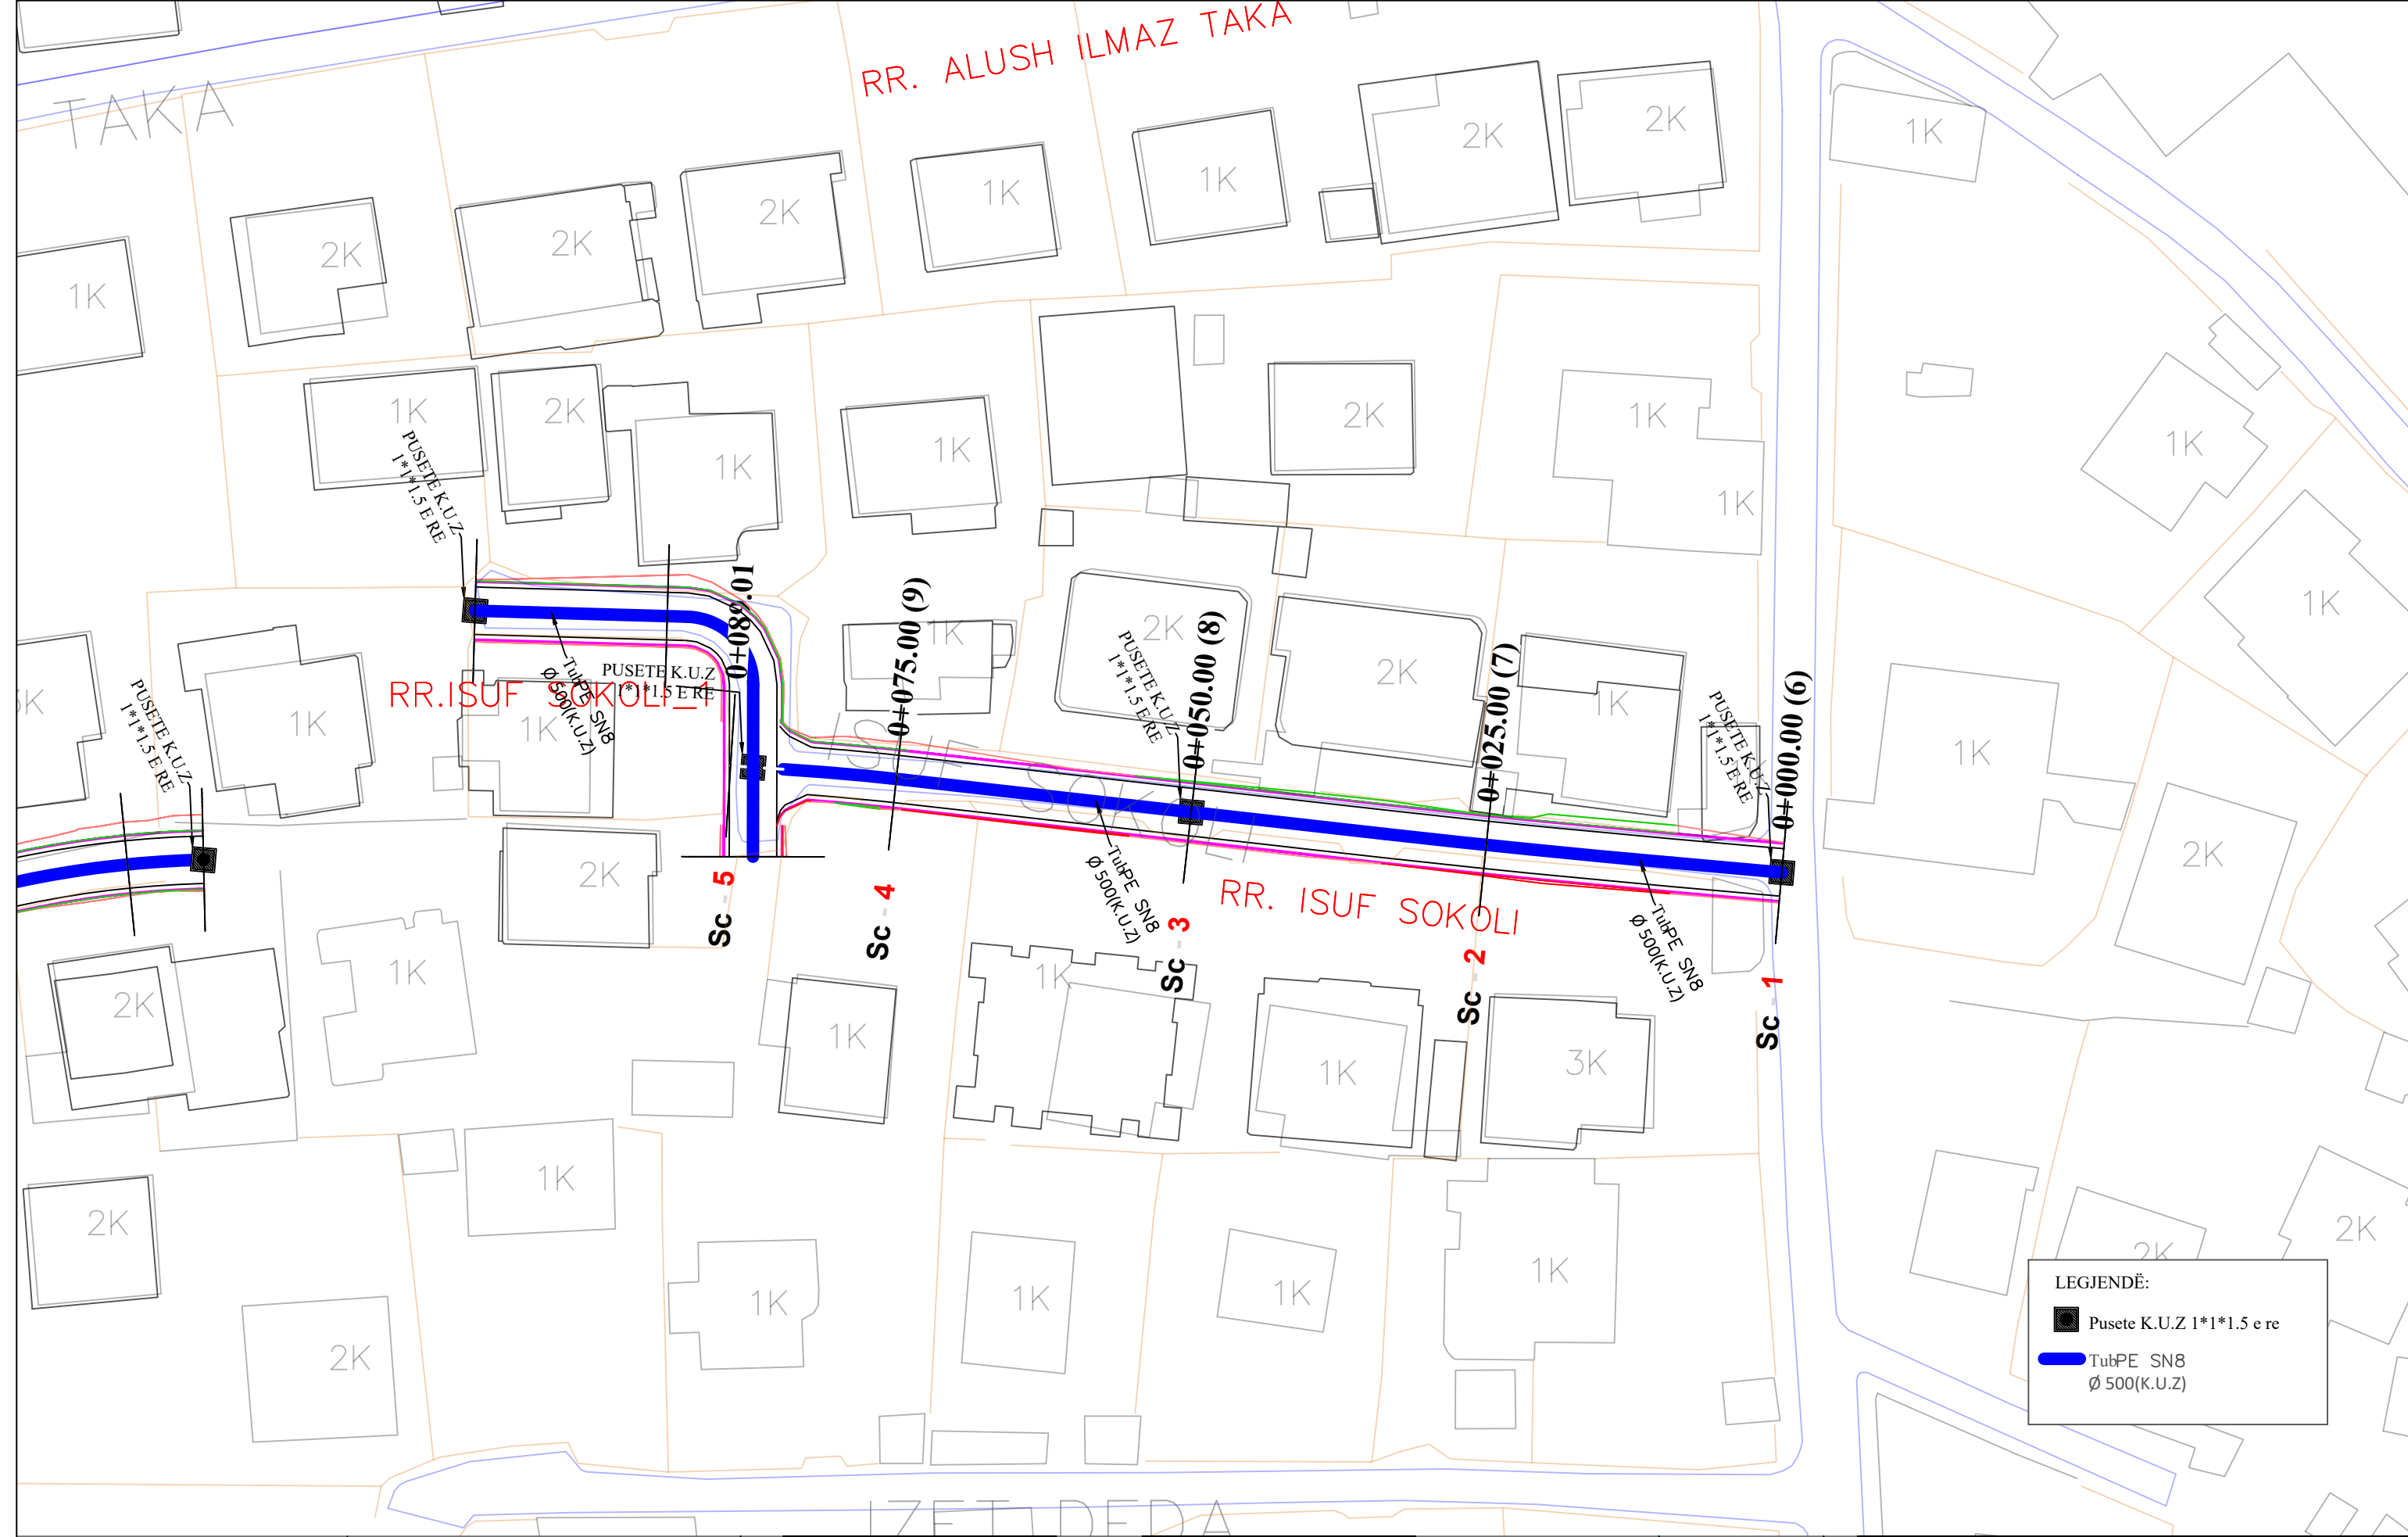 RR. ALUSH ILMAZ TAKA
TAKA
1K
2K
2K
2K
2K
2K
1K
1K
1K
1K
2K
1K
2K
1K
1K
2K
1K
1K
1K
PUSETE K.U.Z
1*1*1.5 E RE
PUSETE K.U.Z
1*1*1.5 E RE
PUSETE K.U.Z
1*1*1.5 E RE
PUSETE K.U.Z
1*1*1.5 E RE
PUSETE K.U.Z
1*1*1.5 E RE
0+075.00 (9)
0+050.00 (8)
0+025.00 (7)
0+000.00 (6)
1K
2K
2K
1K
1K
1K
1K
1K
RR.ISUF SOKOLI_1
TubPE SN8
Ø 500(K.U.Z)
ISUF SOKOLI
2K
2K
TubPE SN8
Ø 500(K.U.Z)
TubPE SN8
Ø 500(K.U.Z)
RR. ISUF SOKOLI
Sc - 5
Sc - 4
Sc - 3
Sc - 2
Sc - 1
2K
1K
1K
1K
1K
3K
1K
2K
1K
1K
1K
1K
2K
2K
2K
LEGJENDË:
Pusete K.U.Z 1*1*1.5 e re
TubPE SN8
Ø 500(K.U.Z)
1K
IZET DEDA